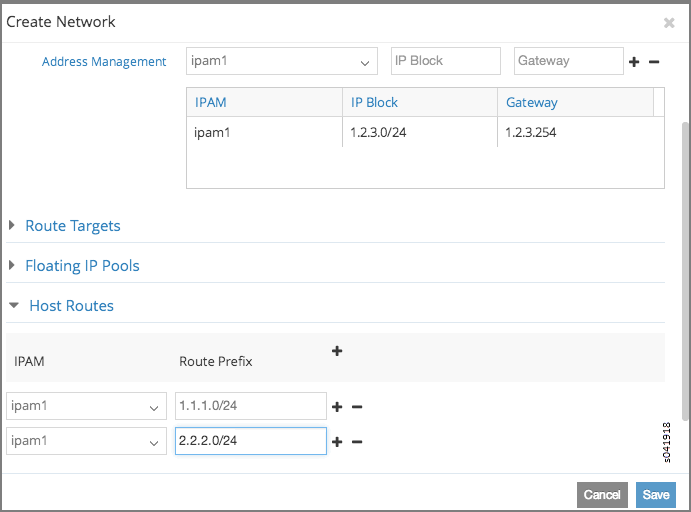 Create Network ×
Address Management ipam1 IP Block Gateway + −
IPAM IP Block Gateway
ipam1 1.2.3.0/24 1.2.3.254
Route Targets
Floating IP Pools
Host Routes
IPAM Route Prefix +
ipam1 1.1.1.0/24 + −
ipam1 2.2.2.0/24 + −
s041918
Cancel Save